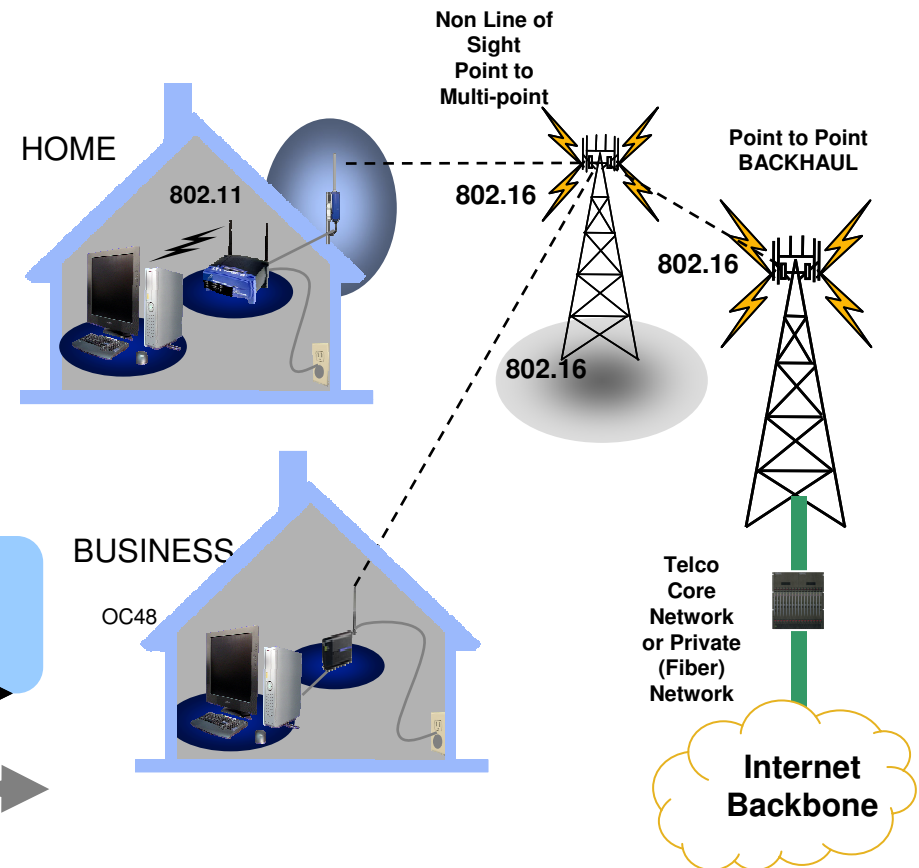 Non Line of
Sight
Point to
Multi-point
Point to Point
BACKHAUL
HOME
802.11
802.16
802.16
802.16
BUSINESS
OC48
Telco
Core
Network
or Private
(Fiber)
Network
Internet
Backbone